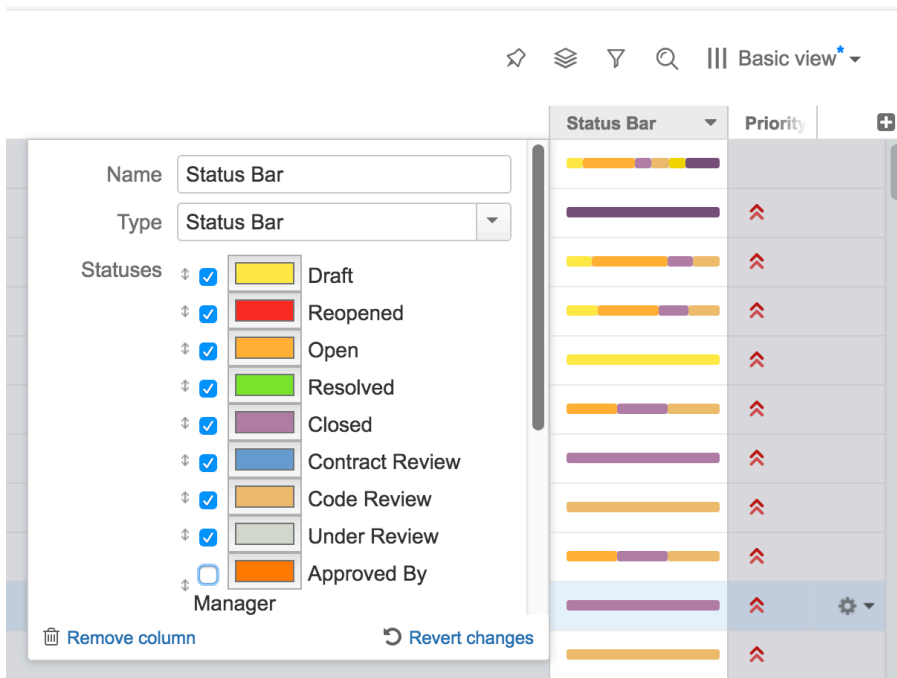 Basic view*
Status Bar
Priority
Name Status Bar
Type Status Bar
Statuses
Draft
Reopened
Open
Resolved
Closed
Contract Review
Code Review
Under Review
Approved By
Manager
Remove column
Revert changes